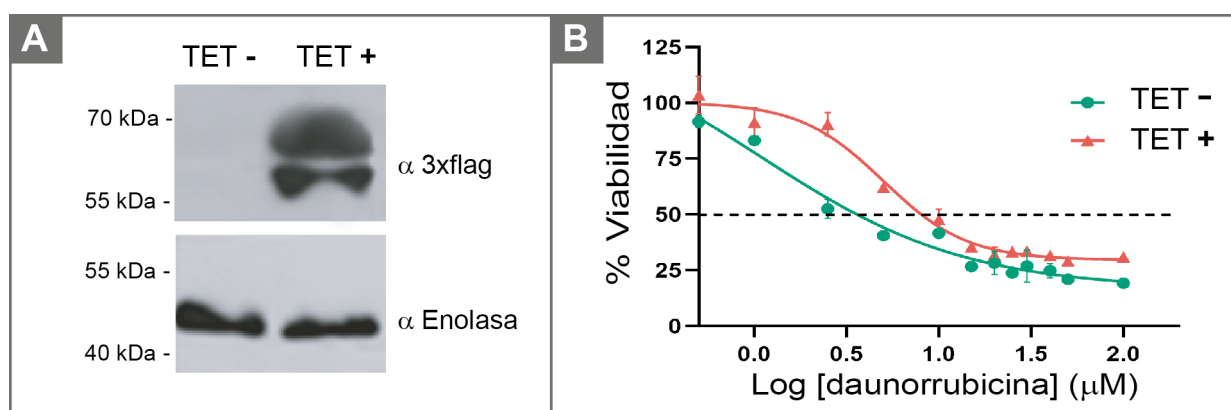 A
TET - TET +
70 kDa -
α 3xflag
55 kDa -
55 kDa -
α Enolasa
40 kDa -
B
125
100
75
50
25
0
% Viabilidad
TET -
TET +
0.0 0.5 1.0 1.5 2.0
Log [daunorrubicina] (μM)